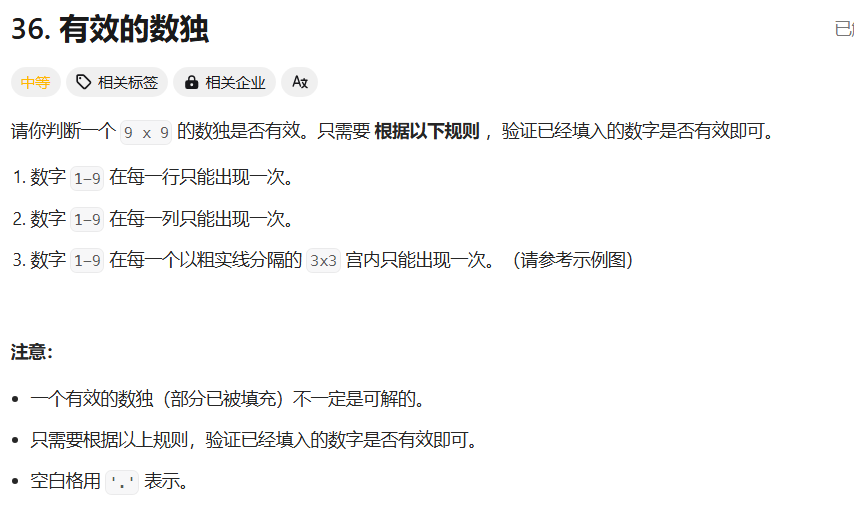 36. 有效的数独
中等 相关标签 相关企业
请你判断一个 9 x 9 的数独是否有效。只需要 根据以下规则 ，验证已经填入的数字是否有效即可。
1. 数字 1-9 在每一行只能出现一次。
2. 数字 1-9 在每一列只能出现一次。
3. 数字 1-9 在每一个以粗实线分隔的 3x3 宫内只能出现一次。（请参考示例图）
注意：
• 一个有效的数独（部分已被填充）不一定是可解的。
• 只需要根据以上规则，验证已经填入的数字是否有效即可。
• 空白格用 '.' 表示。